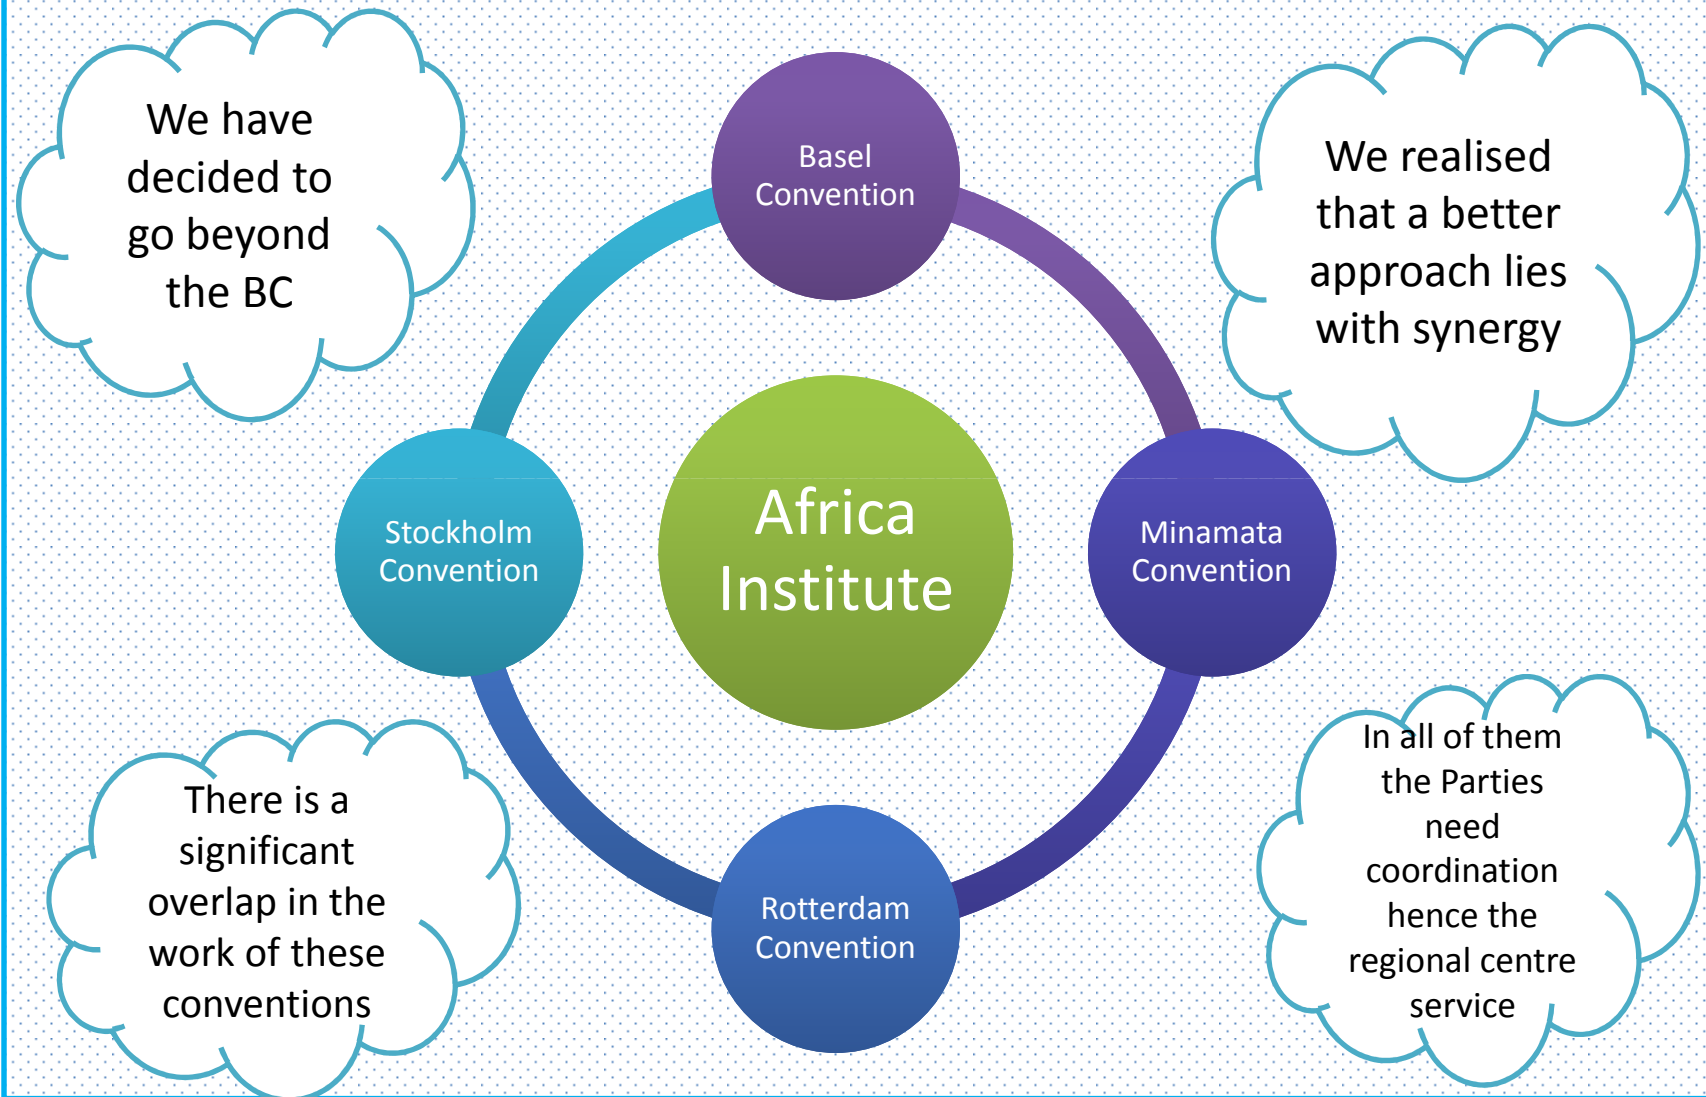 We have
decided to
go beyond
the BC
Basel
Convention
We realised
that a better
approach lies
with synergy
Stockholm
Convention
Africa
Institute
Minamata
Convention
There is a
significant
overlap in the
work of these
conventions
Rotterdam
Convention
In all of them
the Parties
need
coordination
hence the
regional centre
service